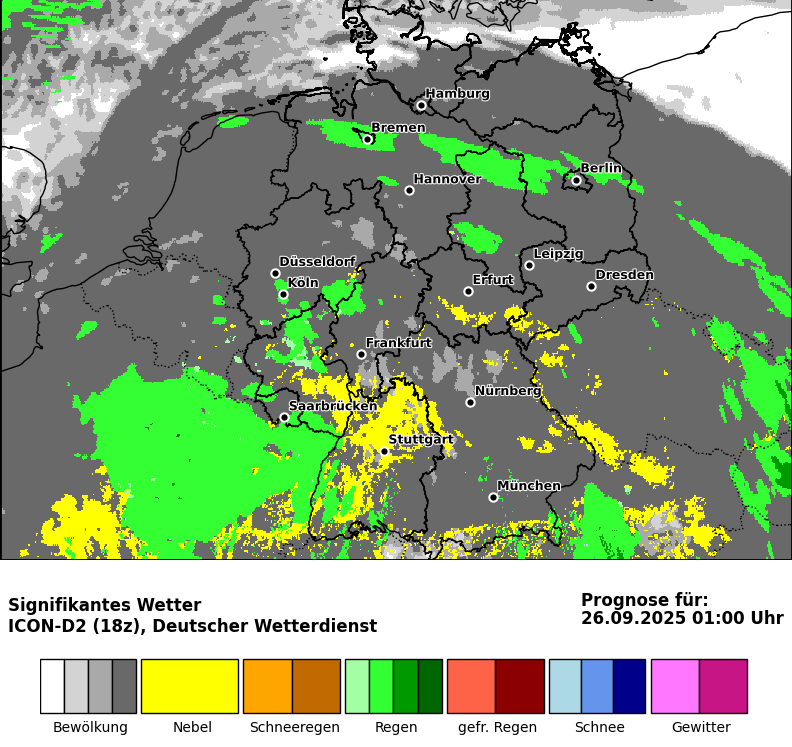 Hamburg
Bremen
Berlin
Hannover
Leipzig
Düsseldorf
Dresden
Köln
Erfurt
Frankfurt
Nürnberg
Saarbrücken
Stuttgart
München
Signifikantes Wetter
ICON-D2 (18z), Deutscher Wetterdienst
Prognose für:
26.09.2025 01:00 Uhr
Bewölkung Nebel Schneeregen Regen gefr. Regen Schnee Gewitter